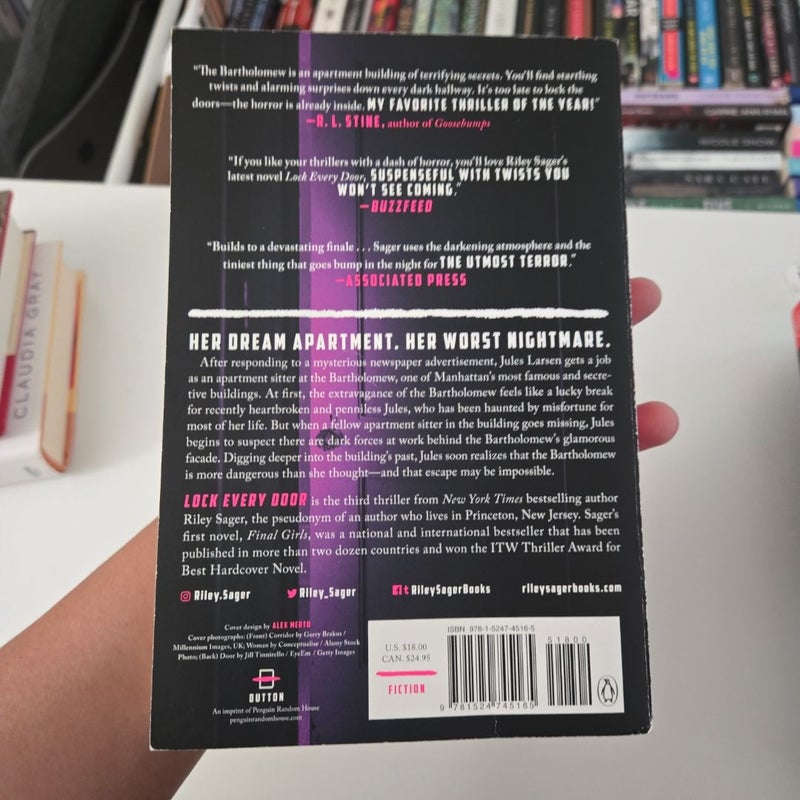 "The Bartholomew is an apartment building of terrifying secrets. You'll find startling
twists and alarming surprises down every dark hallway. It's too late to lock the
doors—the horror is already inside. MY FAVORITE THRILLER OF THE YEAR!"
—R. L. STINE, author of Goosebumps
"If you like your thrillers with a dash of horror, you'll love Riley Sager's
latest novel Lock Every Door, SUSPENSEFUL WITH TWISTS YOU
WON'T SEE COMING."
—BUZZFEED
"Builds to a devastating finale . . . Sager uses the darkening atmosphere and the
tiniest thing that goes bump in the night for THE UTMOST TERROR."
—ASSOCIATED PRESS
HER DREAM APARTMENT. HER WORST NIGHTMARE.
After responding to a mysterious newspaper advertisement, Jules Larsen gets a job
as an apartment sitter at the Bartholomew, one of Manhattan's most famous and secre-
tive buildings. At first, the extravagance of the Bartholomew feels like a lucky break
for recently heartbroken and penniless Jules, who has been haunted by misfortune for
most of her life. But when a fellow apartment sitter in the building goes missing, Jules
begins to suspect there are dark forces at work behind the Bartholomew's glamorous
facade. Digging deeper into the building's past, Jules soon realizes that the Bartholomew
is more dangerous than she thought—and that escape may be impossible.
LOCK EVERY DOOR is the third thriller from New York Times bestselling author
Riley Sager, the pseudonym of an author who lives in Princeton, New Jersey. Sager's
first novel, Final Girls, was a national and international bestseller that has been
published in more than two dozen countries and won the ITW Thriller Award for
Best Hardcover Novel.
Riley.Sager Riley_Sager RileySagerBooks rileysagerbooks.com
Cover design by ALEX MERTO
Cover photographs: (Front) Corridor by Gerry Brakus /
Millennium Images, UK; Woman by Conceptualise / Alamy Stock
Photo; (Back) Door by Jill Tinnirello / EyeEm / Getty Images
DUTTON
An imprint of Penguin Random House
penguinrandomhouse.com
U.S. $18.00
CAN. $24.95
FICTION
ISBN 978-1-5247-4516-5
51800
9 781524 745165
CLAUDIA GRAY